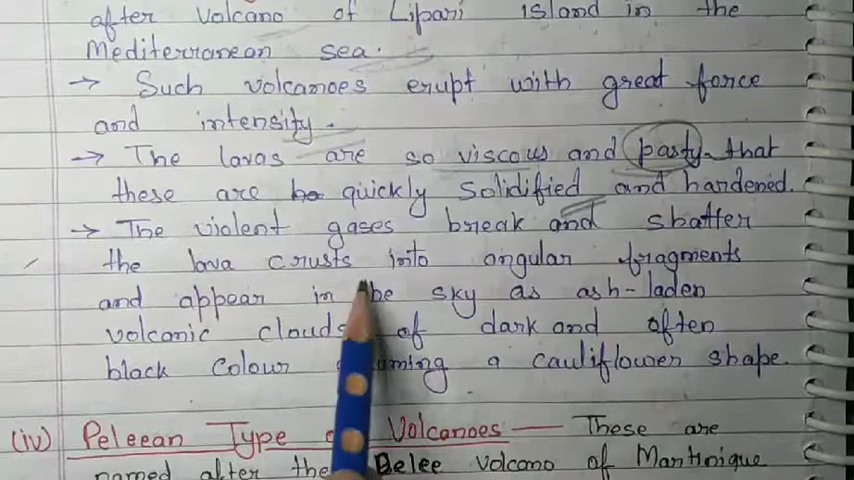 after volcano of Lipari island in the
Mediterranean sea.
→ Such volcanoes erupt with great force
and intensity.
→ The lavas are so viscous and pasty that
these are quickly solidified and hardened.
→ The violent gases break and shatter
the lava crusts into angular fragments
and appear in the sky as ash-laden
volcanic clouds of dark and often
black colour a cauliflower shape.
(iv) Peleean Type Volcanoes — These are
named after the Pelee volcano of Martinique